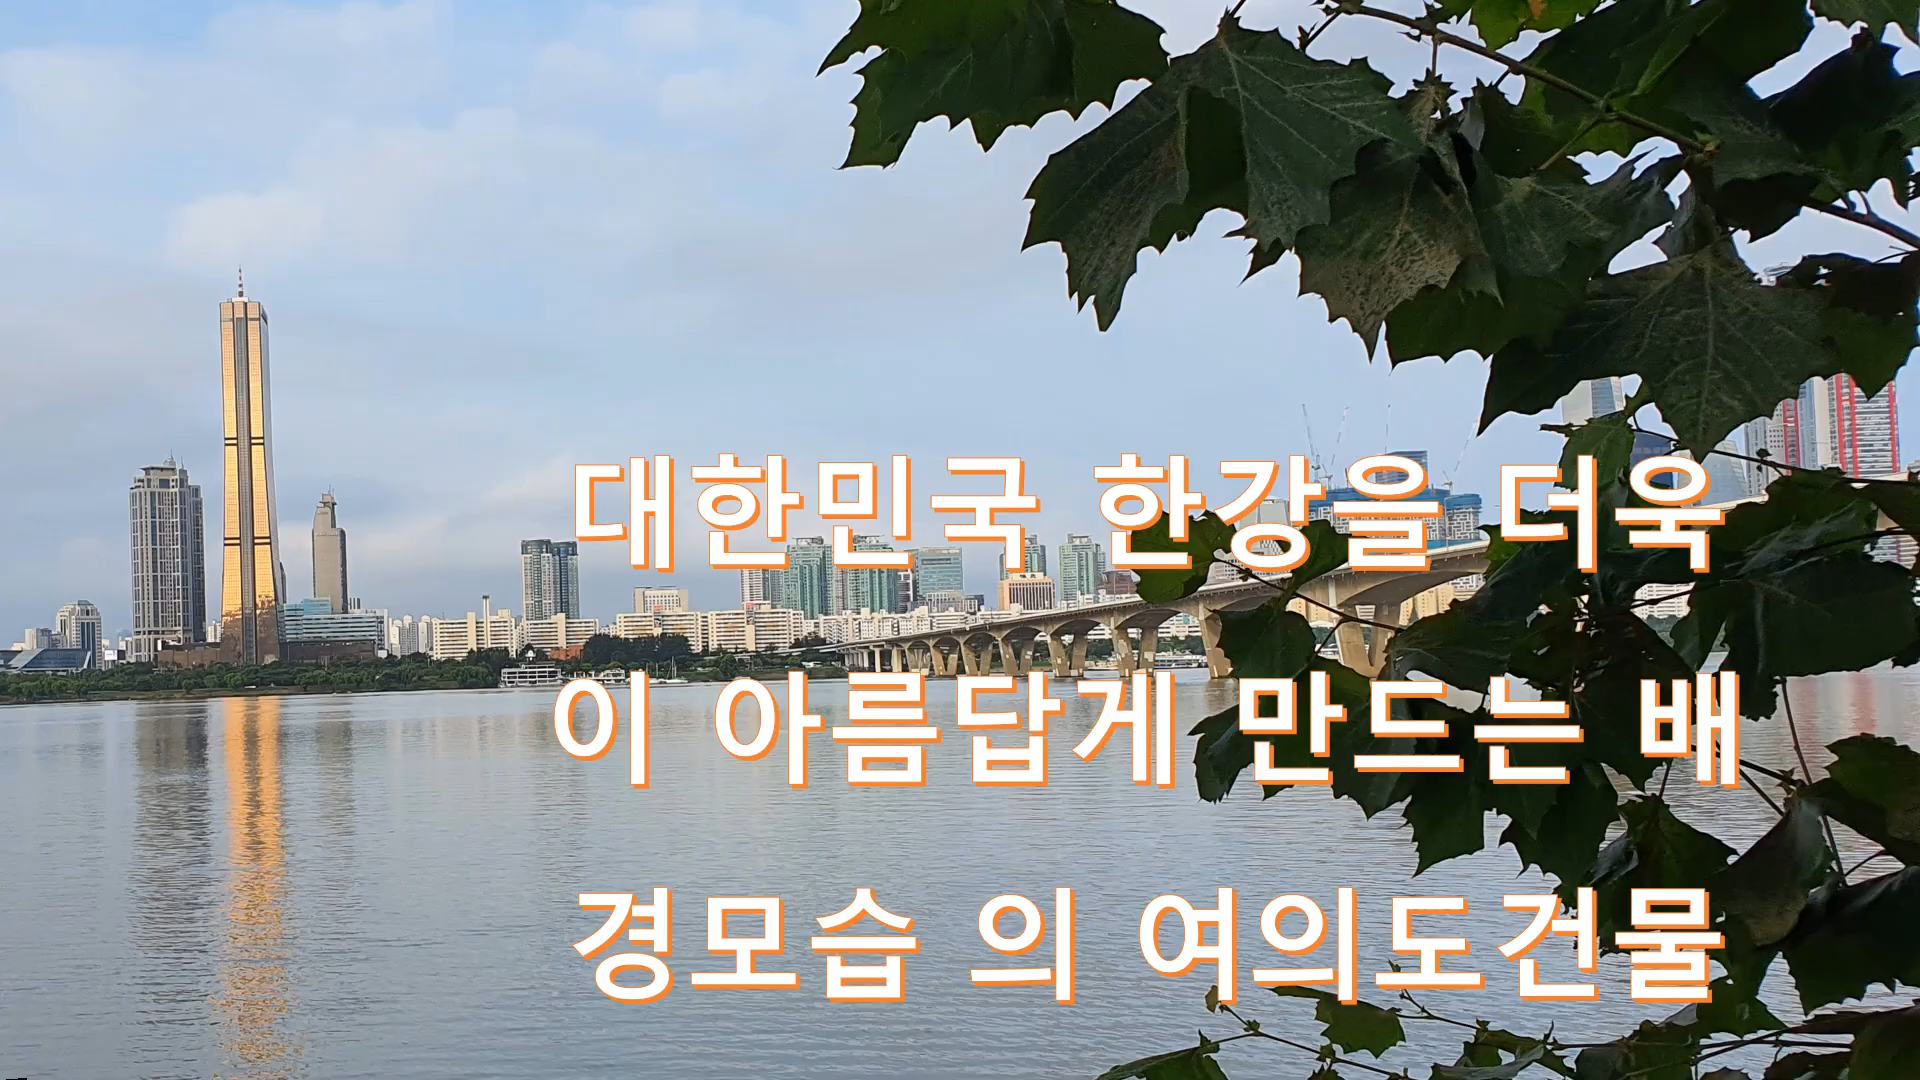 대한민국 한강을 더욱
이 아름답게 만드는 배
경모습 의 여의도건물